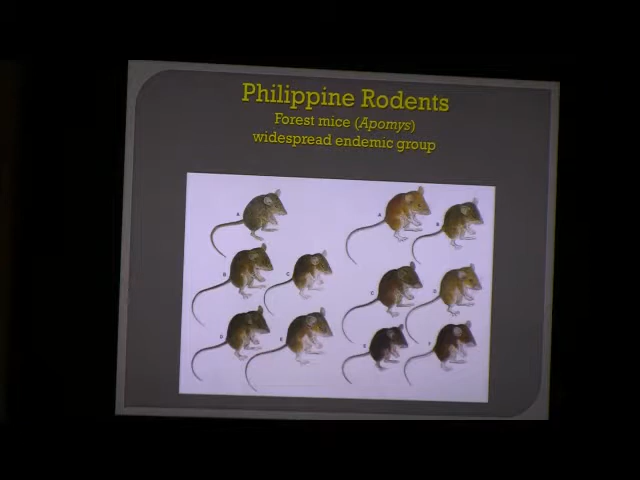 Philippine Rodents
Forest mice (Apomys)
widespread endemic group
A
A
B
B
C
C
D
D
E
E
F